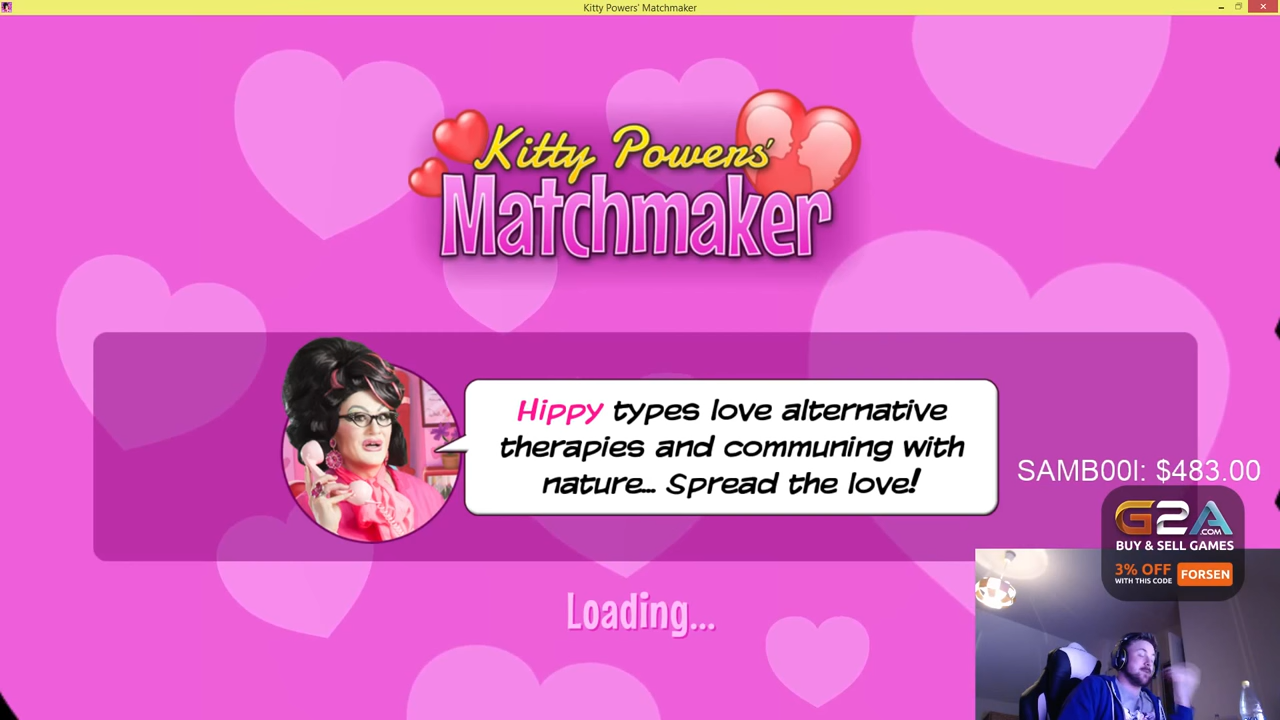 Kitty Powers' Matchmaker
Kitty Powers'
Matchmaker
Hippy types love alternative
therapies and communing with
nature... Spread the love!
SAMB00I: $483.00
G2A
.COM
BUY & SELL GAMES
3% OFF
WITH THIS CODE
FORSEN
Loading...